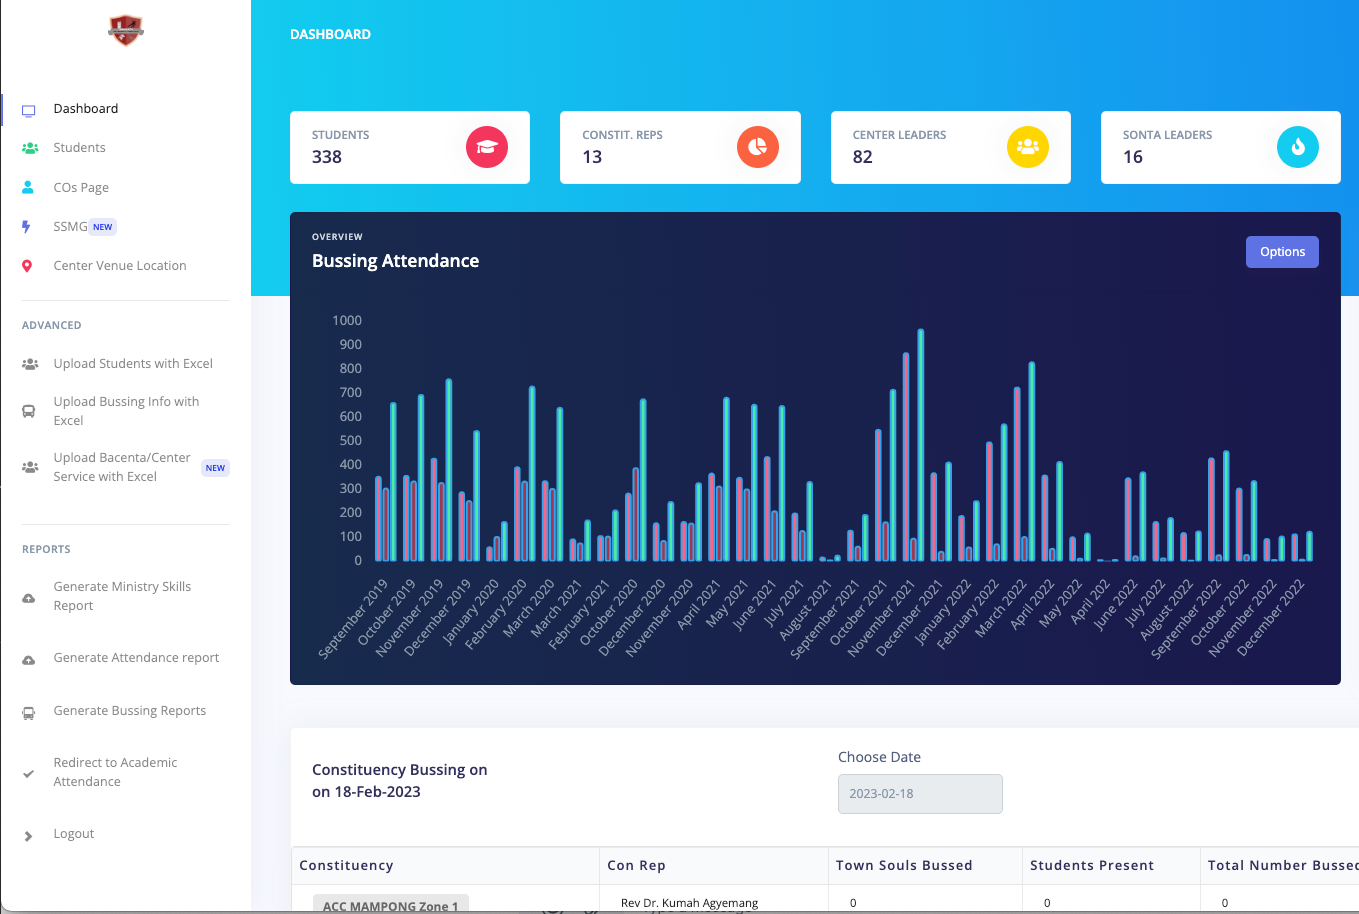 DASHBOARD
Dashboard
Students
COs Page
SSMG NEW
Center Venue Location
ADVANCED
Upload Students with Excel
Upload Bussing Info with
Excel
Upload Bacenta/Center
Service with Excel
NEW
REPORTS
Generate Ministry Skills
Report
Generate Attendance report
Generate Bussing Reports
Redirect to Academic
Attendance
Logout
STUDENTS
338
CONSTIT. REPS
13
CENTER LEADERS
82
SONTA LEADERS
16
OVERVIEW
Bussing Attendance
Options
1000
900
800
700
600
500
400
300
200
100
0
September 2019
October 2019
November 2019
December 2019
January 2020
February 2020
March 2020
March 2021
February 2021
October 2020
December 2020
November 2020
April 2021
May 2021
June 2021
July 2021
August 2021
September 2021
October 2021
November 2021
December 2021
January 2022
February 2022
March 2022
April 2022
May 2022
April 202
June 2022
July 2022
August 2022
September 2022
October 2022
November 2022
December 2022
Constituency Bussing on
on 18-Feb-2023
Choose Date
2023-02-18
Constituency Con Rep Town Souls Bussed Students Present Total Number Bussed
ACC MAMPONG Zone 1 Rev Dr. Kumah Agyemang 0 0 0